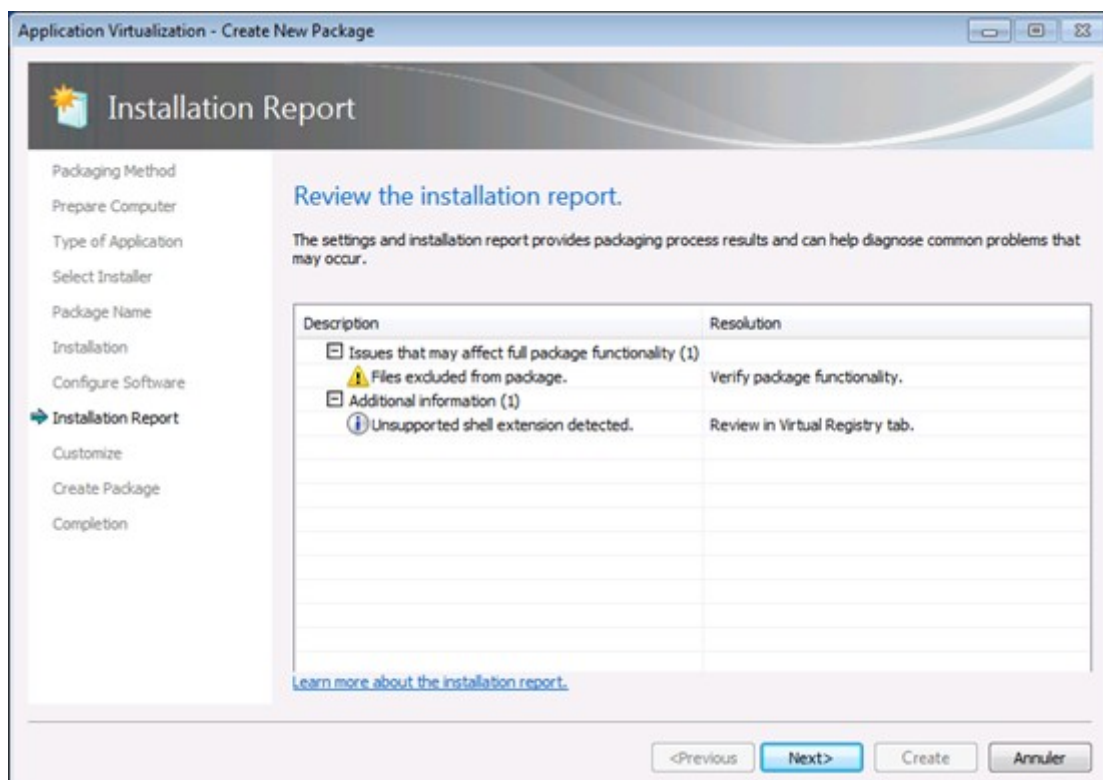 Application Virtualization - Create New Package
Installation Report
Packaging Method
Prepare Computer
Type of Application
Select Installer
Package Name
Installation
Configure Software
Installation Report
Customize
Create Package
Completion
Review the installation report.
The settings and installation report provides packaging process results and can help diagnose common problems that
may occur.
Description Resolution
Issues that may affect full package functionality (1)
Files excluded from package. Verify package functionality.
Additional information (1)
Unsupported shell extension detected. Review in Virtual Registry tab.
Learn more about the installation report.
<Previous Next> Create Annuler